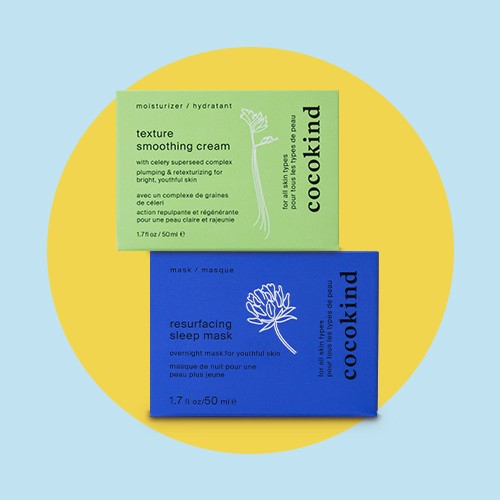 moisturizer / hydratant
texture
smoothing cream
with celery superseed complex
plumping & retexturizing for
bright, youthful skin
avec un complexe de graines
de céleri
action repulpante et régénérante
pour une peau claire et rajeunie
1.7 fl oz / 50 ml ℮
for all skin types
pour tous les types de peau
cocokind
mask / masque
resurfacing
sleep mask
overnight mask for youthful skin
masque de nuit pour une
peau plus jeune
1.7 fl oz/50 ml ℮
for all skin types
pour tous les types de peau
cocokind